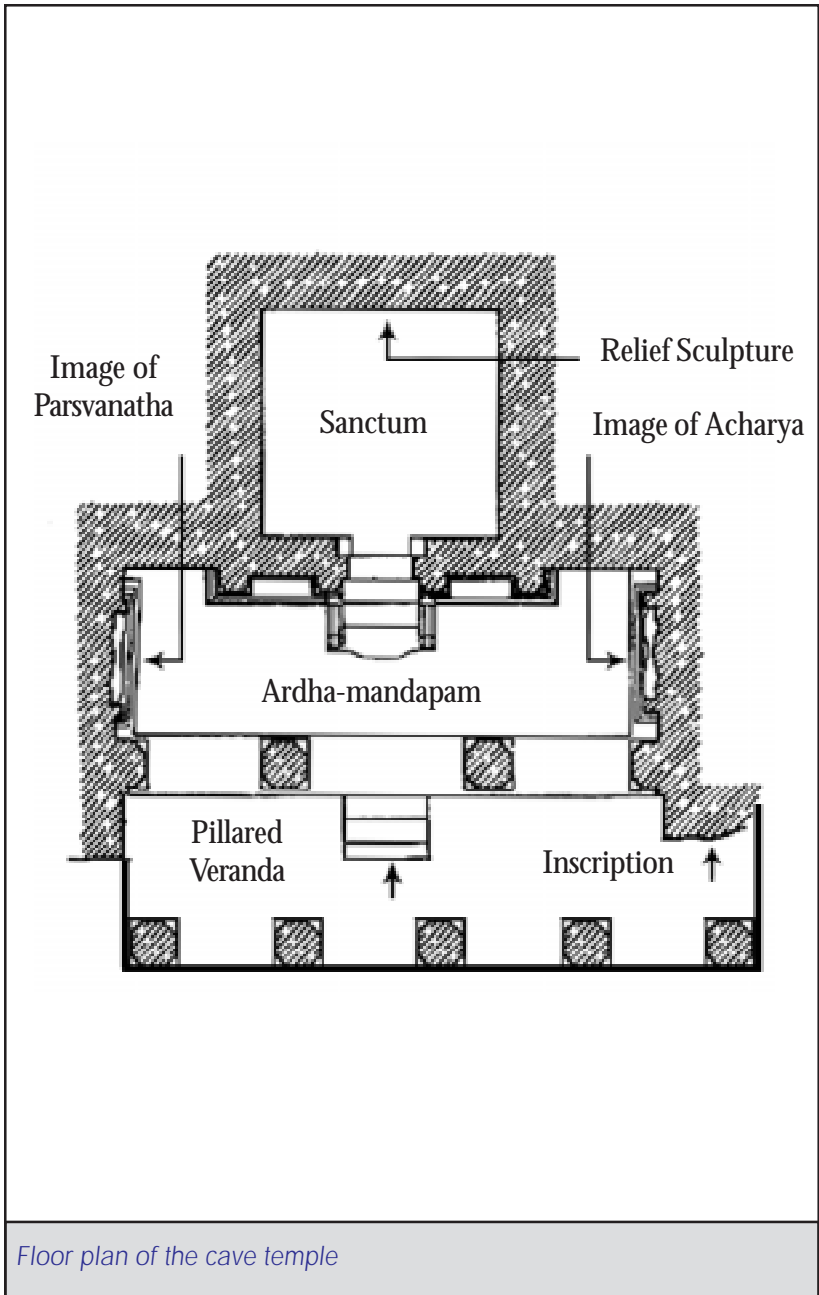 Relief Sculpture
Image of
Parsvanatha
Sanctum
Image of Acharya
Ardha-mandapam
Pillared
Veranda
Inscription
Floor plan of the cave temple